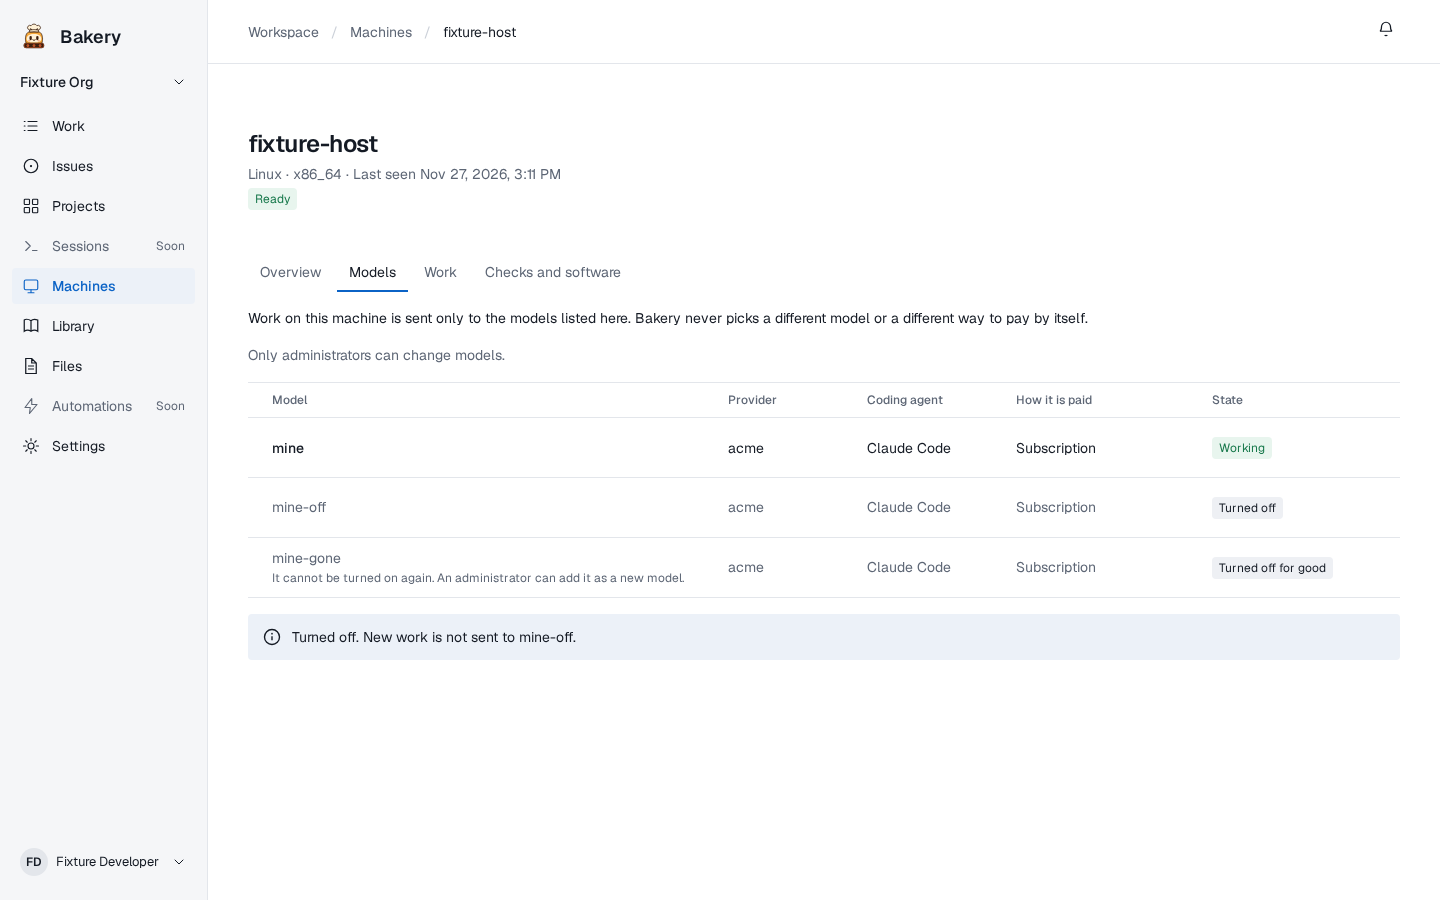 Bakery
Fixture Org
Work
Issues
Projects
Sessions Soon
Machines
Library
Files
Automations Soon
Settings
FD Fixture Developer
Workspace / Machines / fixture-host
fixture-host
Linux · x86_64 · Last seen Nov 27, 2026, 3:11 PM
Ready
Overview Models Work Checks and software
Work on this machine is sent only to the models listed here. Bakery never picks a different model or a different way to pay by itself.
Only administrators can change models.
Model Provider Coding agent How it is paid State
mine acme Claude Code Subscription Working
mine-off acme Claude Code Subscription Turned off
mine-gone
It cannot be turned on again. An administrator can add it as a new model.
acme Claude Code Subscription Turned off for good
Turned off. New work is not sent to mine-off.